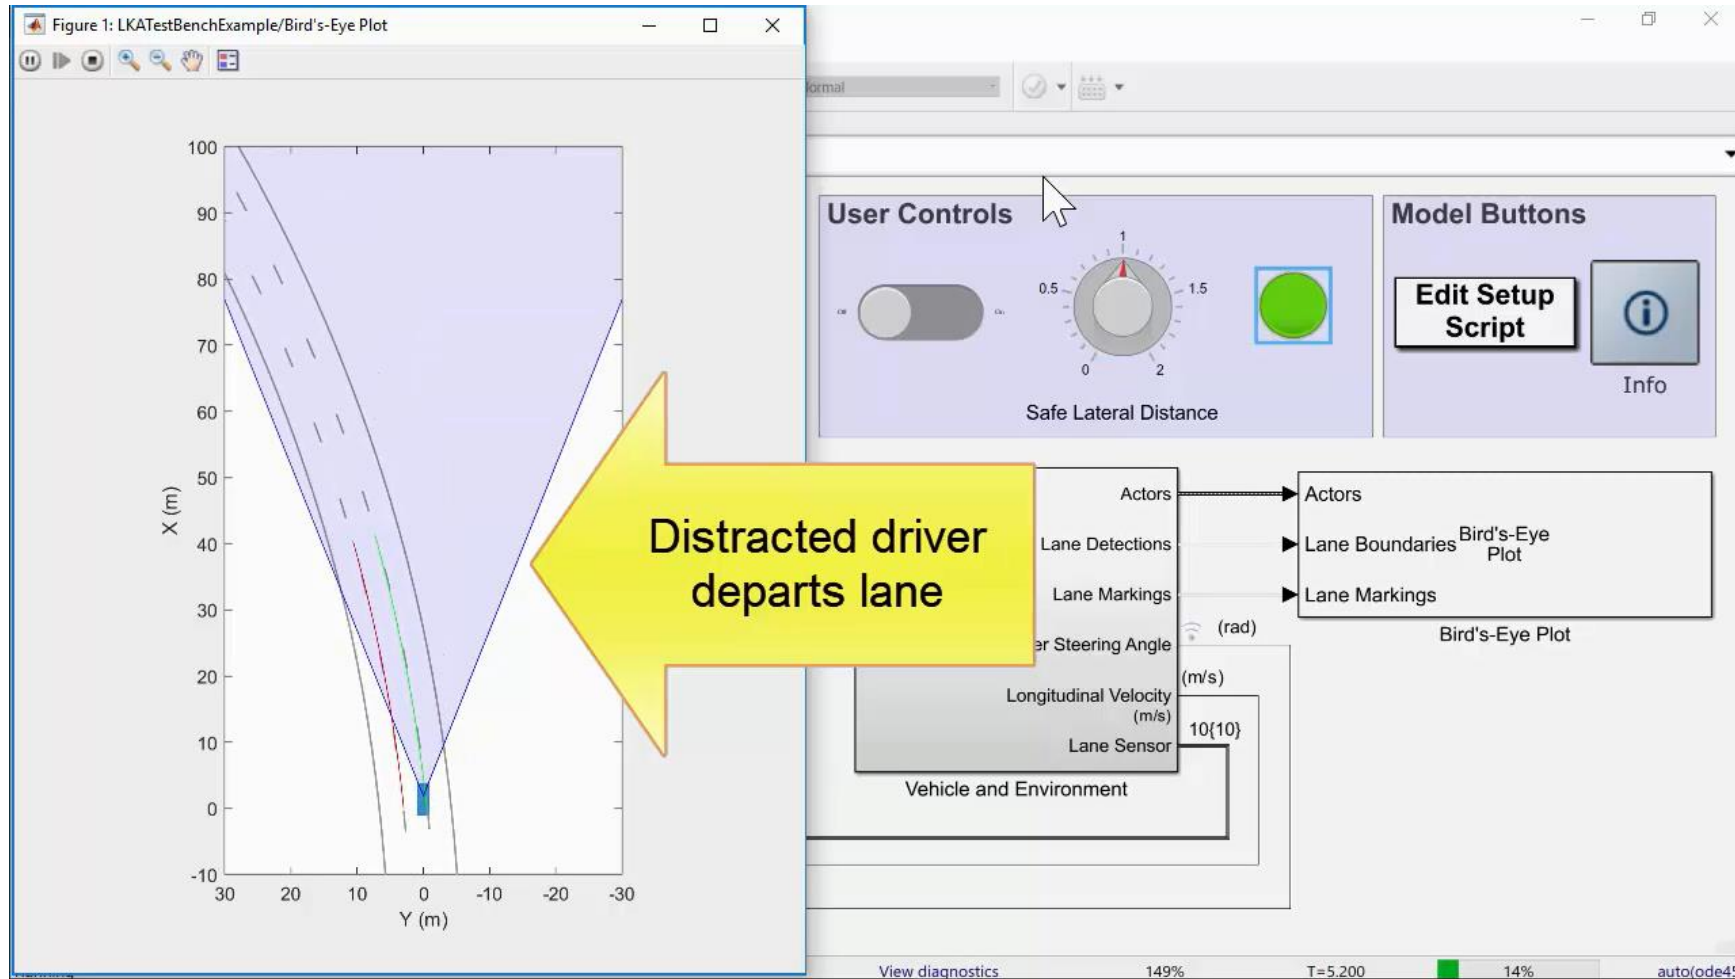 Figure 1: LKATestBenchExample/Bird's-Eye Plot
100
90
80
70
60
50
40
30
20
10
0
-10
X (m)
30 20 10 0 -10 -20 -30
Y (m)
Distracted driver
departs lane
User Controls
0 0.5 1 1.5 2
Safe Lateral Distance
Model Buttons
Edit Setup
Script
Info
Actors
Lane Detections
Lane Markings
er Steering Angle
Longitudinal Velocity
(m/s)
Lane Sensor
Vehicle and Environment
(rad)
(m/s)
10{10}
Actors
Lane Boundaries
Lane Markings
Bird's-Eye
Plot
Bird's-Eye Plot
View diagnostics 149% T=5.200 14% auto(ode45